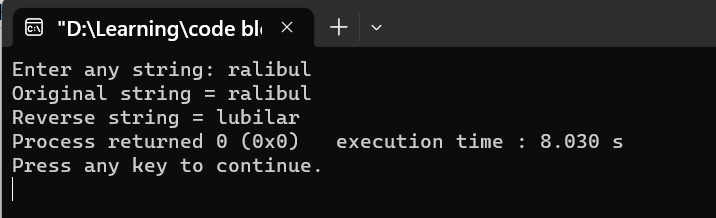 "D:\Learning\code ble
Enter any string: ralibul
Original string = ralibul
Reverse string = lubilar
Process returned 0 (0x0)   execution time : 8.030 s
Press any key to continue.